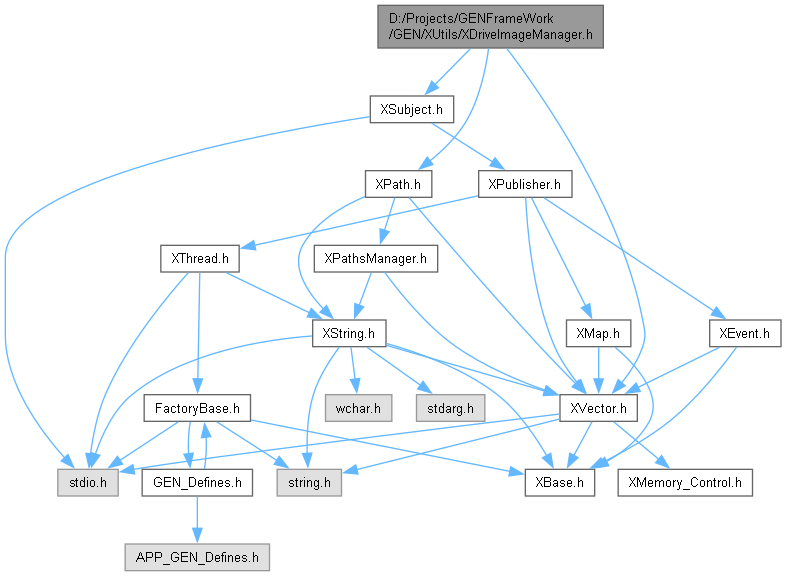 D:/Projects/GENFrameWork
/GEN/XUtils/XDriveImageManager.h
XSubject.h
XPath.h
XPublisher.h
XThread.h
XPathsManager.h
XString.h
XMap.h
XEvent.h
FactoryBase.h
wchar.h
stdarg.h
XVector.h
stdio.h
GEN_Defines.h
string.h
XBase.h
XMemory_Control.h
APP_GEN_Defines.h